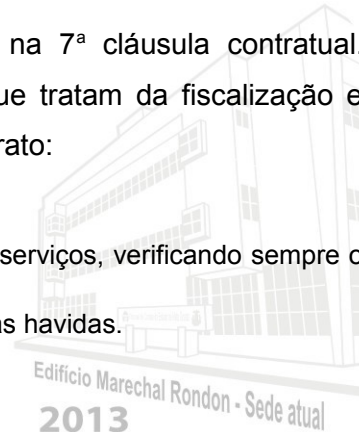 na 7ª cláusula contratual.
ue tratam da fiscalização e
rato:
serviços, verificando sempre o
as havidas.
Edifício Marechal Rondon - Sede atual
2013